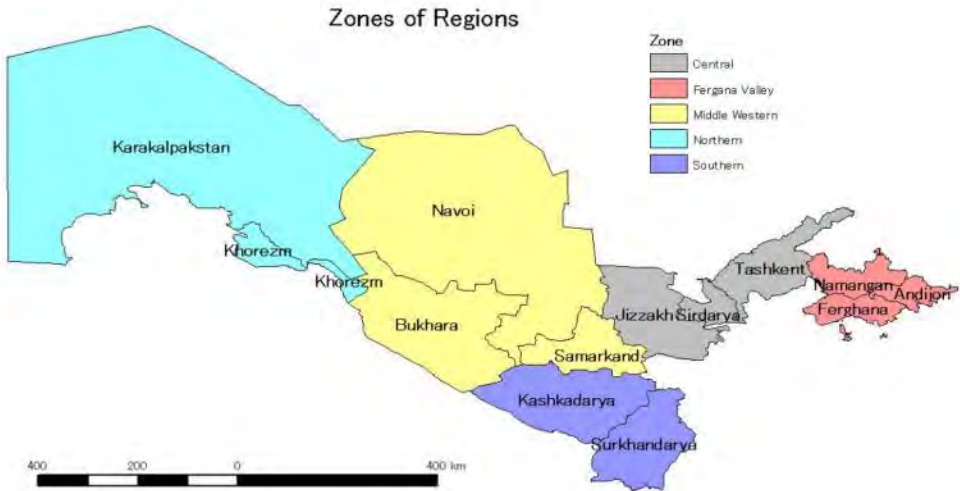 Zones of Regions
Zone
Central
Fergana Valley
Middle Western
Northern
Southern
Karakalpakstan
Navoi
Khorezm
Khorezm
Tashkent
Namangan
Andijon
Ferghana
Jizzakh
Sirdarya
Bukhara
Samarkand
Kashkadarya
Surkhandarya
400 200 0 400 km